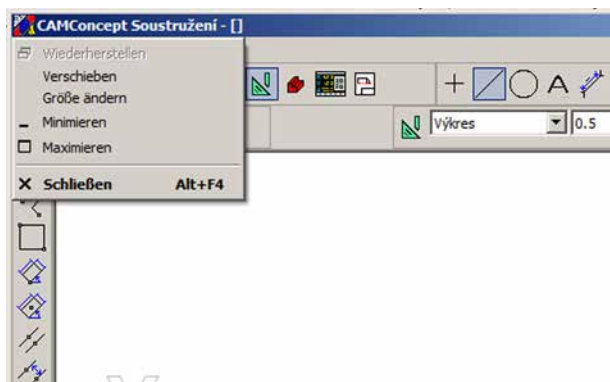 CAMConcept Soustružení - []
Wiederherstellen
Verschieben
Größe ändern
Minimieren
Maximieren
Schließen Alt+F4
A
Výkres 0.5